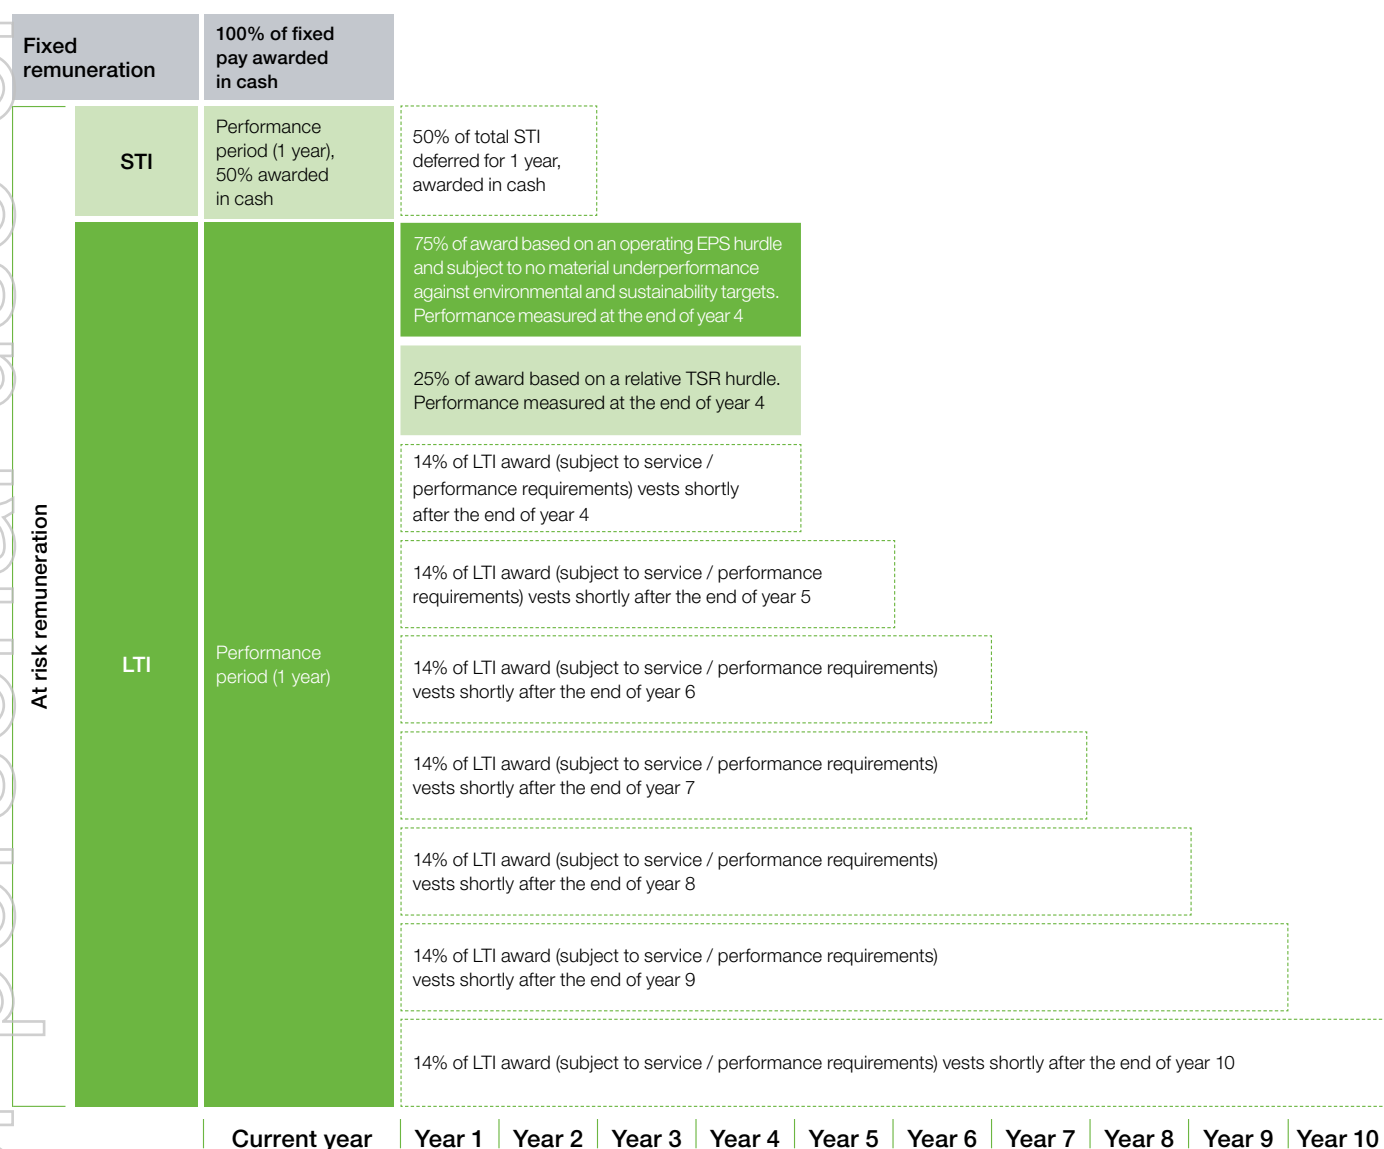 Fixed
remuneration
100% of fixed
pay awarded
in cash
At risk remuneration
STI
Performance
period (1 year),
50% awarded
in cash
50% of total STI
deferred for 1 year,
awarded in cash
LTI
Performance
period (1 year)
75% of award based on an operating EPS hurdle
and subject to no material underperformance
against environmental and sustainability targets.
Performance measured at the end of year 4
25% of award based on a relative TSR hurdle.
Performance measured at the end of year 4
14% of LTI award (subject to service /
performance requirements) vests shortly
after the end of year 4
14% of LTI award (subject to service / performance
requirements) vests shortly after the end of year 5
14% of LTI award (subject to service / performance requirements)
vests shortly after the end of year 6
14% of LTI award (subject to service / performance requirements)
vests shortly after the end of year 7
14% of LTI award (subject to service / performance requirements)
vests shortly after the end of year 8
14% of LTI award (subject to service / performance requirements)
vests shortly after the end of year 9
14% of LTI award (subject to service / performance requirements) vests shortly after the end of year 10
Current year
Year 1
Year 2
Year 3
Year 4
Year 5
Year 6
Year 7
Year 8
Year 9
Year 10